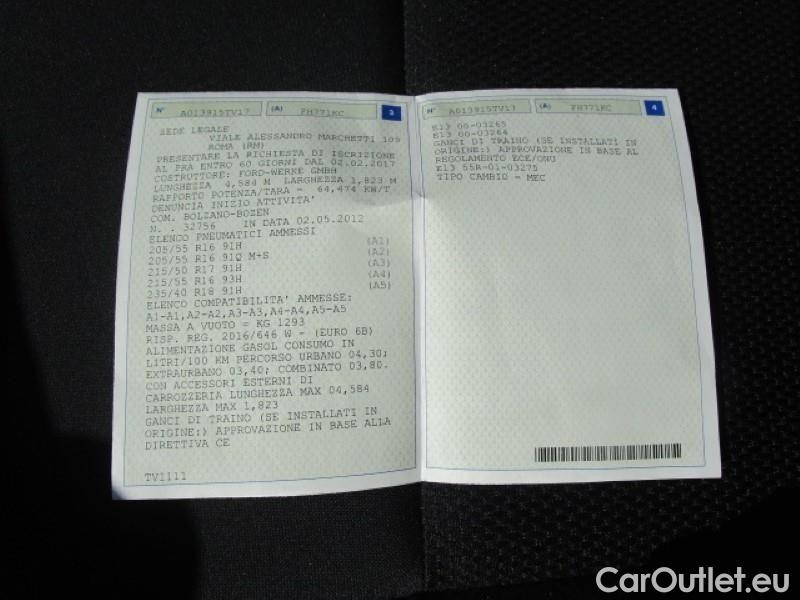 N° A013915TV17 (A) FH771KC 3
SEDE LEGALE
VIALE ALESSANDRO MARCHETTI 105
ROMA (RM)
PRESENTARE LA RICHIESTA DI ISCRIZIONE
AL PRA ENTRO 60 GIORNI DAL 02.02.2017
COSTRUTTORE: FORD-WERKE GMBH
LUNGHEZZA 4,584 M LARGHEZZA 1,823 M
RAPPORTO POTENZA/TARA = 64,474 KW/T
DENUNCIA INIZIO ATTIVITA'
COM. BOLZANO-BOZEN
N. . 32756 IN DATA 02.05.2012
ELENCO PNEUMATICI AMMESSI
205/55 R16 91H (A1)
205/55 R16 91Q M+S (A2)
215/50 R17 91H (A3)
215/55 R16 93H (A4)
235/40 R18 91H (A5)
ELENCO COMPATIBILITA' AMMESSE:
A1-A1,A2-A2,A3-A3,A4-A4,A5-A5
MASSA A VUOTO = KG 1293
RISP. REG. 2016/646 W - (EURO 6B)
ALIMENTAZIONE GASOL CONSUMO IN
LITRI/100 KM PERCORSO URBANO 04,30;
EXTRAURBANO 03,40; COMBINATO 03,80.
CON ACCESSORI ESTERNI DI
CARROZZERIA LUNGHEZZA MAX 04,584
LARGHEZZA MAX 1,823
GANCI DI TRAINO (SE INSTALLATI IN
ORIGINE:) APPROVAZIONE IN BASE ALLA
DIRETTIVA CE
TV1111
N° A013915TV17 (A) FH771KC 4
E13 00-03265
E13 00-03264
GANCI DI TRAINO (SE INSTALLATI IN
ORIGINE:) APPROVAZIONE IN BASE AL
REGOLAMENTO ECE/ONU
E13 55R-01-03275
TIPO CAMBIO = MEC
CarOutlet.eu